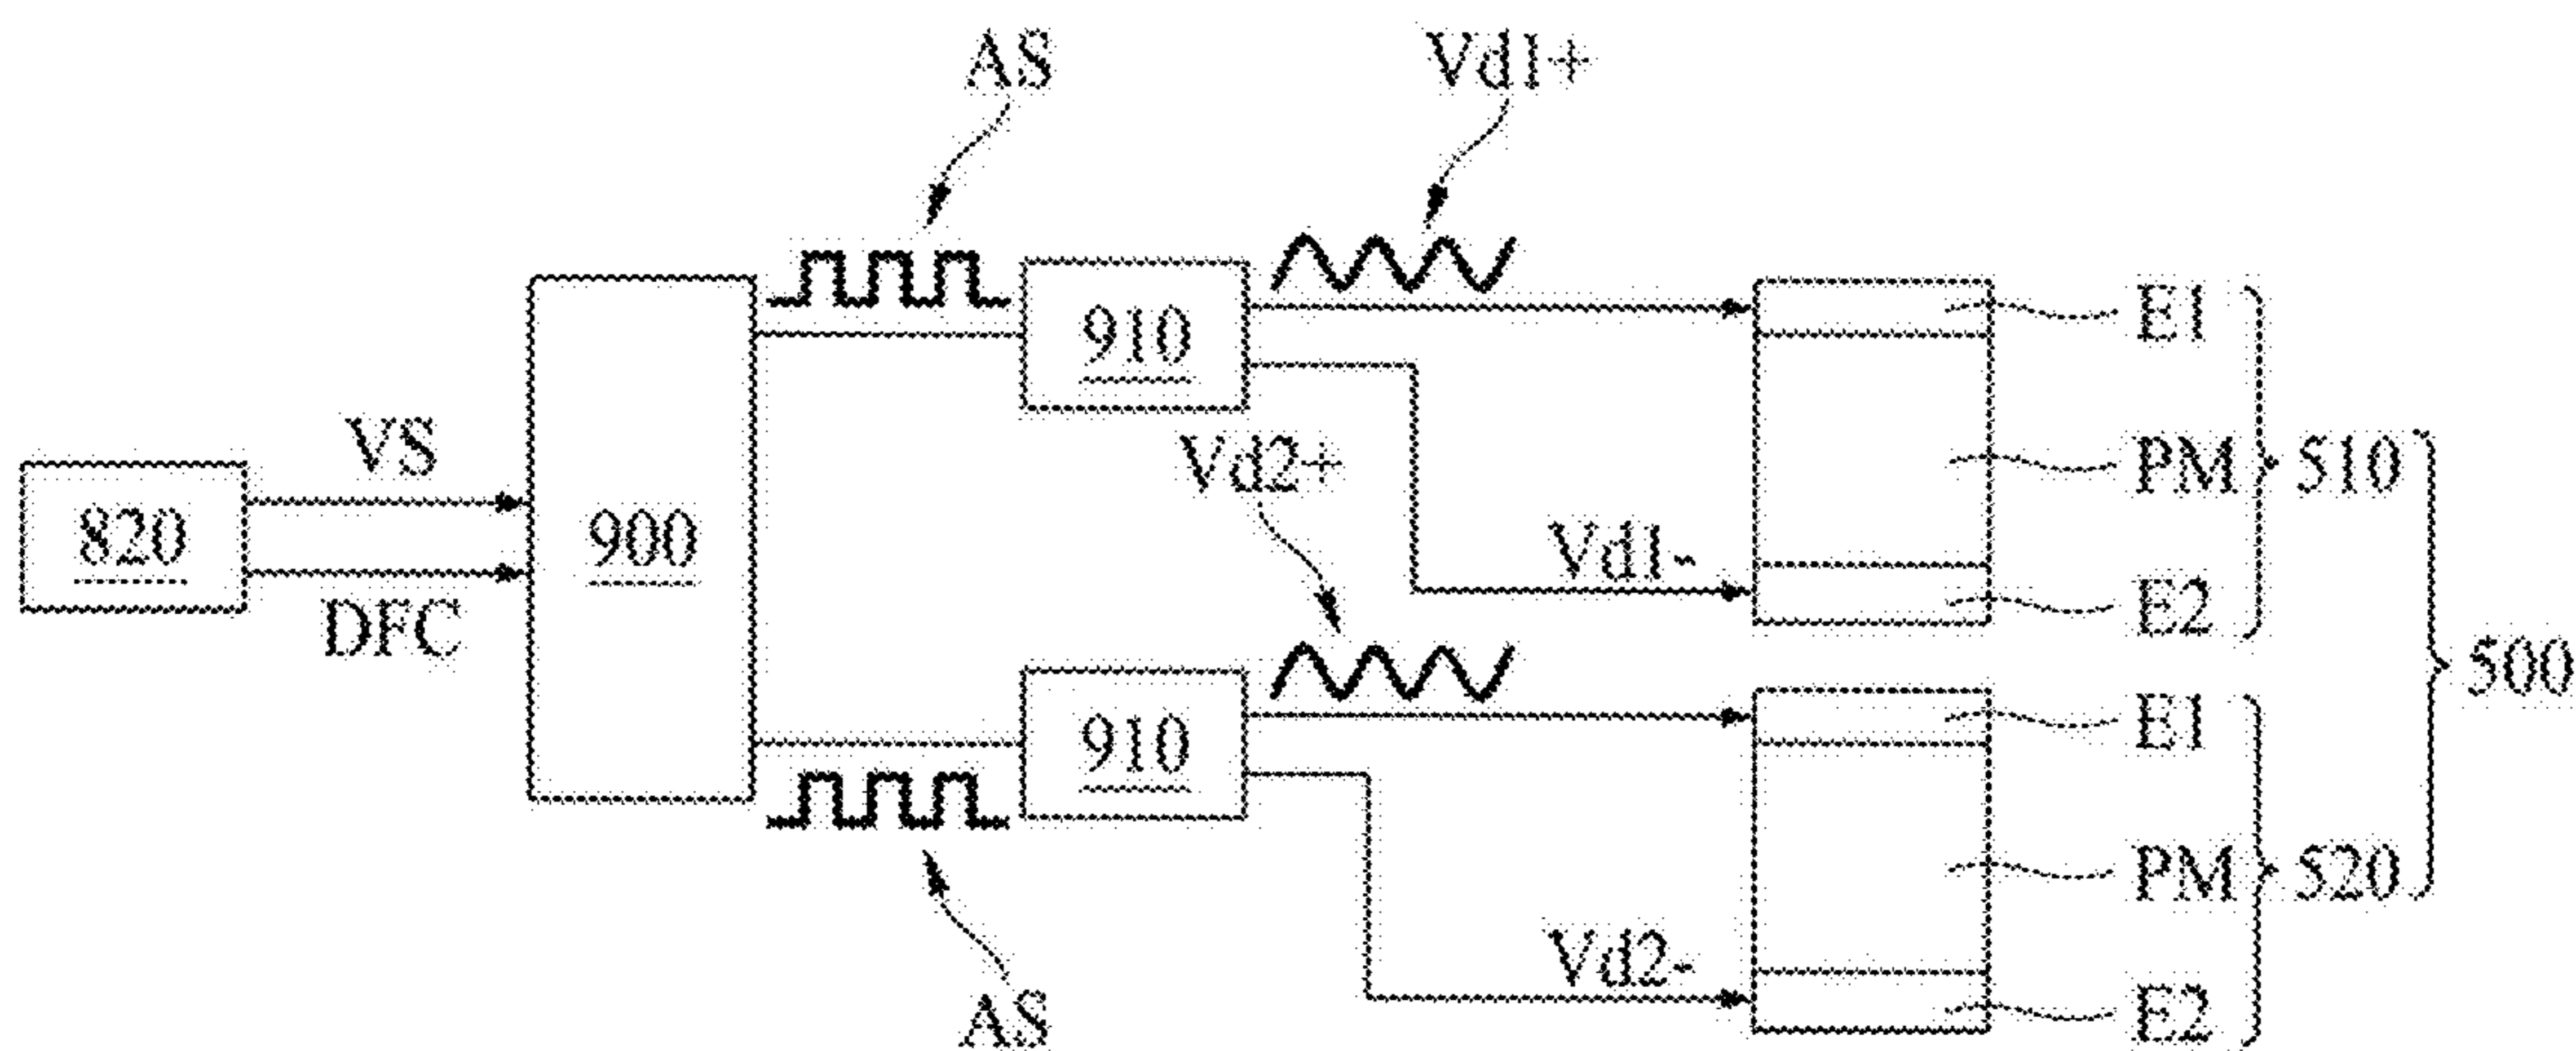 AS
Vd1+
E1
910
VS
Vd2+
PM
510
820
900
Vd1-
DFC
E2
500
E1
910
PM
520
Vd2-
AS
E2